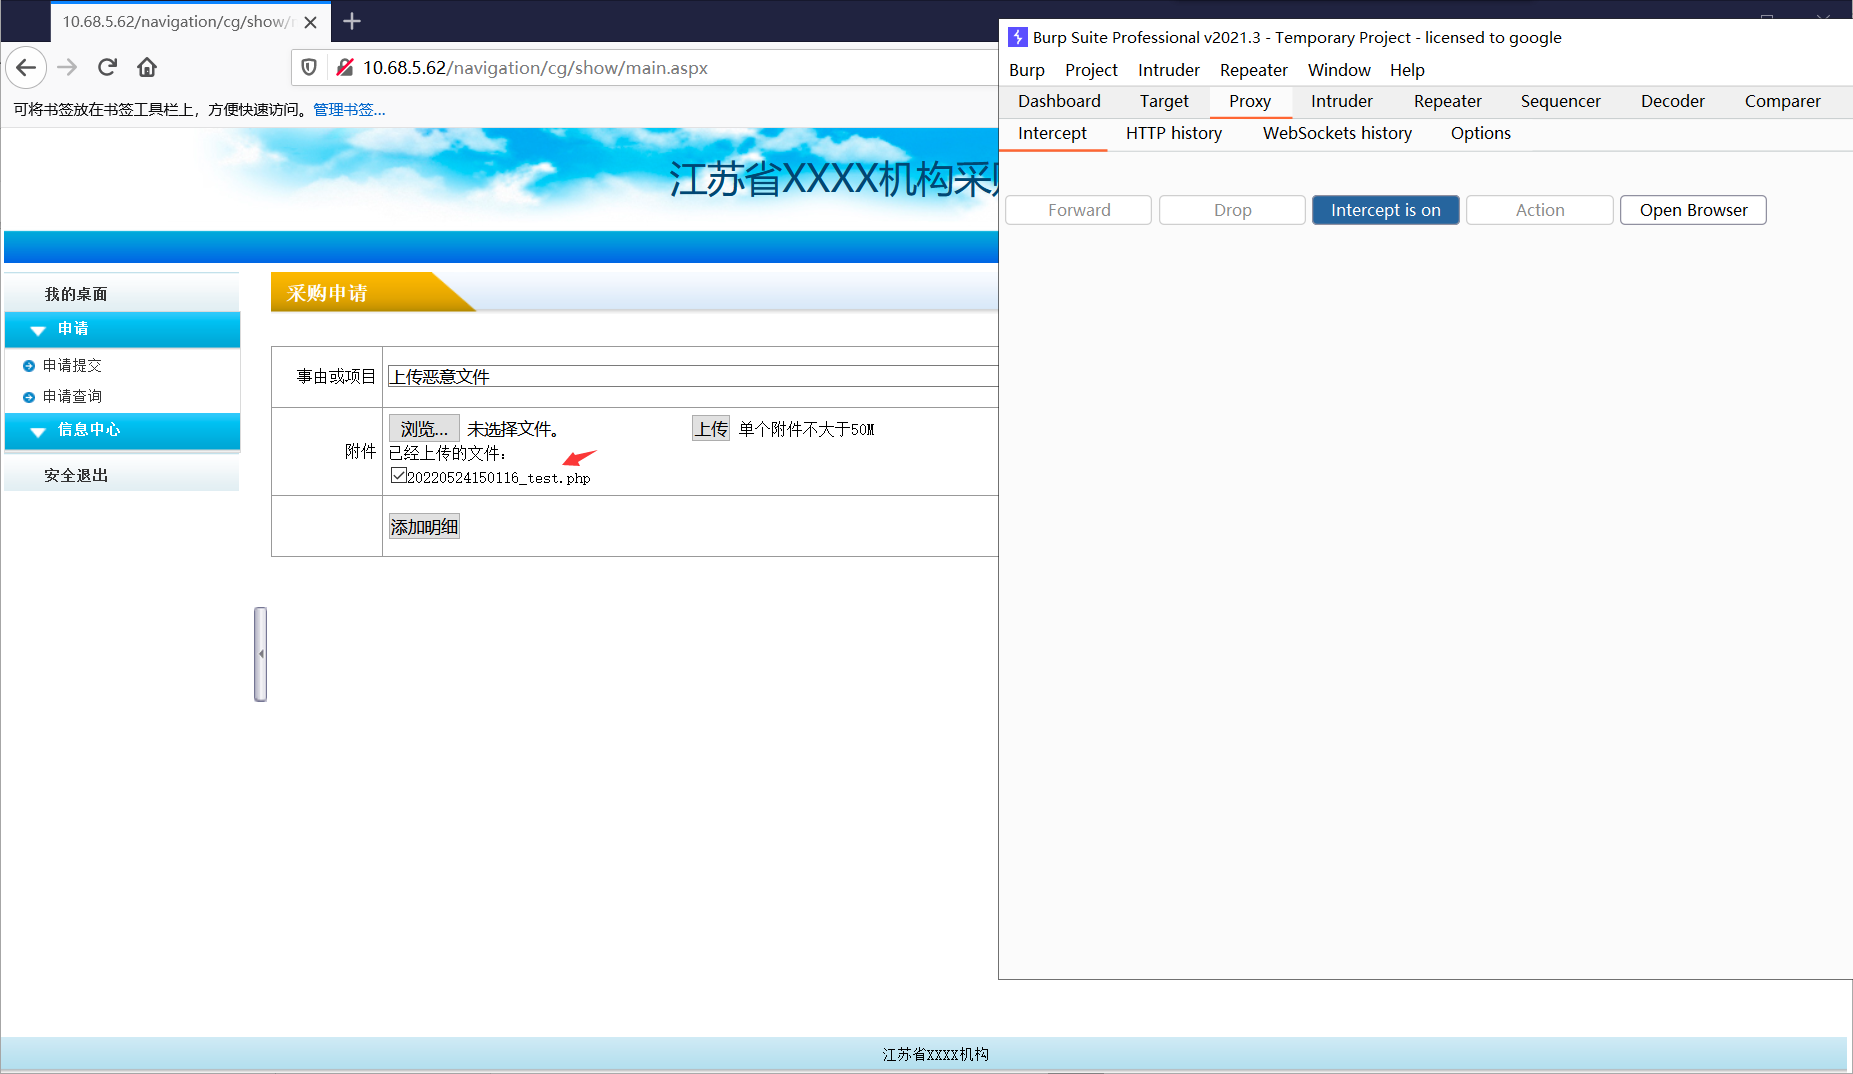 10.68.5.62/navigation/cg/show/
10.68.5.62/navigation/cg/show/main.aspx
可将书签放在书签工具栏上，方便快速访问。管理书签...
江苏省XXXX机构采
我的桌面
申请
申请提交
申请查询
信息中心
安全退出
采购申请
事由或项目 上传恶意文件
附件 浏览... 未选择文件。 上传 单个附件不大于50M
已经上传的文件：
20220524150116_test.php
添加明细
江苏省XXXX机构
Burp Suite Professional v2021.3 - Temporary Project - licensed to google
Burp Project Intruder Repeater Window Help
Dashboard Target Proxy Intruder Repeater Sequencer Decoder Comparer
Intercept HTTP history WebSockets history Options
Forward Drop Intercept is on Action Open Browser